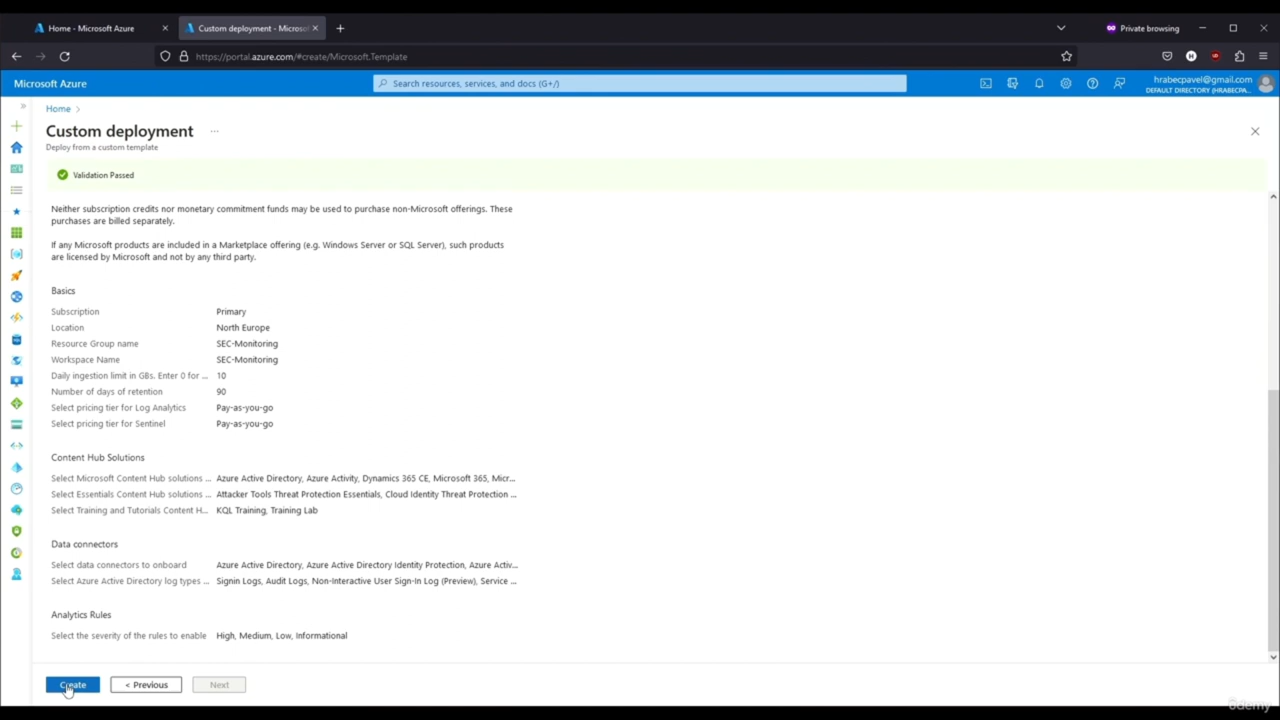 Home - Microsoft Azure
Custom deployment - Microso
Private browsing
https://portal.azure.com/#create/Microsoft.Template
Microsoft Azure
Search resources, services, and docs (G+/)
hrabecpavel@gmail.com
DEFAULT DIRECTORY (HRABECPA...
Home
Custom deployment
...
Deploy from a custom template
Validation Passed
Neither subscription credits nor monetary commitment funds may be used to purchase non-Microsoft offerings. These
purchases are billed separately.
If any Microsoft products are included in a Marketplace offering (e.g. Windows Server or SQL Server), such products
are licensed by Microsoft and not by any third party.
Basics
Subscription Primary
Location North Europe
Resource Group name SEC-Monitoring
Workspace Name SEC-Monitoring
Daily ingestion limit in GBs. Enter 0 for ... 10
Number of days of retention 90
Select pricing tier for Log Analytics Pay-as-you-go
Select pricing tier for Sentinel Pay-as-you-go
Content Hub Solutions
Select Microsoft Content Hub solutions ... Azure Active Directory, Azure Activity, Dynamics 365 CE, Microsoft 365, Micr...
Select Essentials Content Hub solutions ... Attacker Tools Threat Protection Essentials, Cloud Identity Threat Protection ...
Select Training and Tutorials Content H... KQL Training, Training Lab
Data connectors
Select data connectors to onboard Azure Active Directory, Azure Active Directory Identity Protection, Azure Activ...
Select Azure Active Directory log types ... Signin Logs, Audit Logs, Non-Interactive User Sign-In Log (Preview), Service ...
Analytics Rules
Select the severity of the rules to enable High, Medium, Low, Informational
Create
< Previous
Next
ûdemy